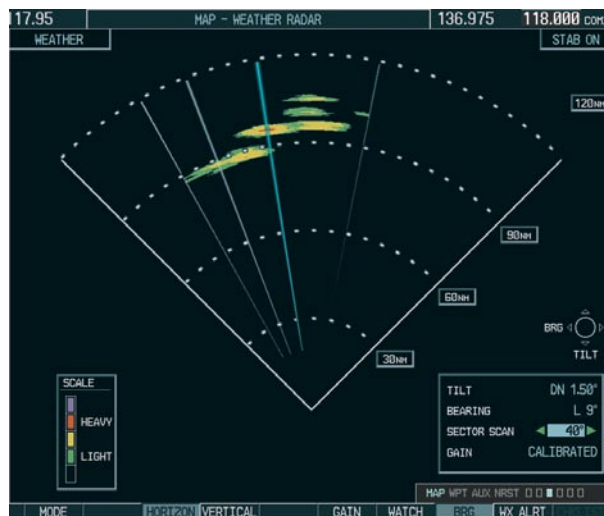 17.95 MAP – WEATHER RADAR 136.975 118.000 COM
WEATHER STAB ON
120NM
90NM
60NM
BRG
TILT
30NM
SCALE
HEAVY
LIGHT
TILT DN 1.50°
BEARING L 9°
SECTOR SCAN 40°
GAIN CALIBRATED
MAP WPT AUX NRST
MODE HORIZON VERTICAL GAIN WATCH BRG WX ALRT